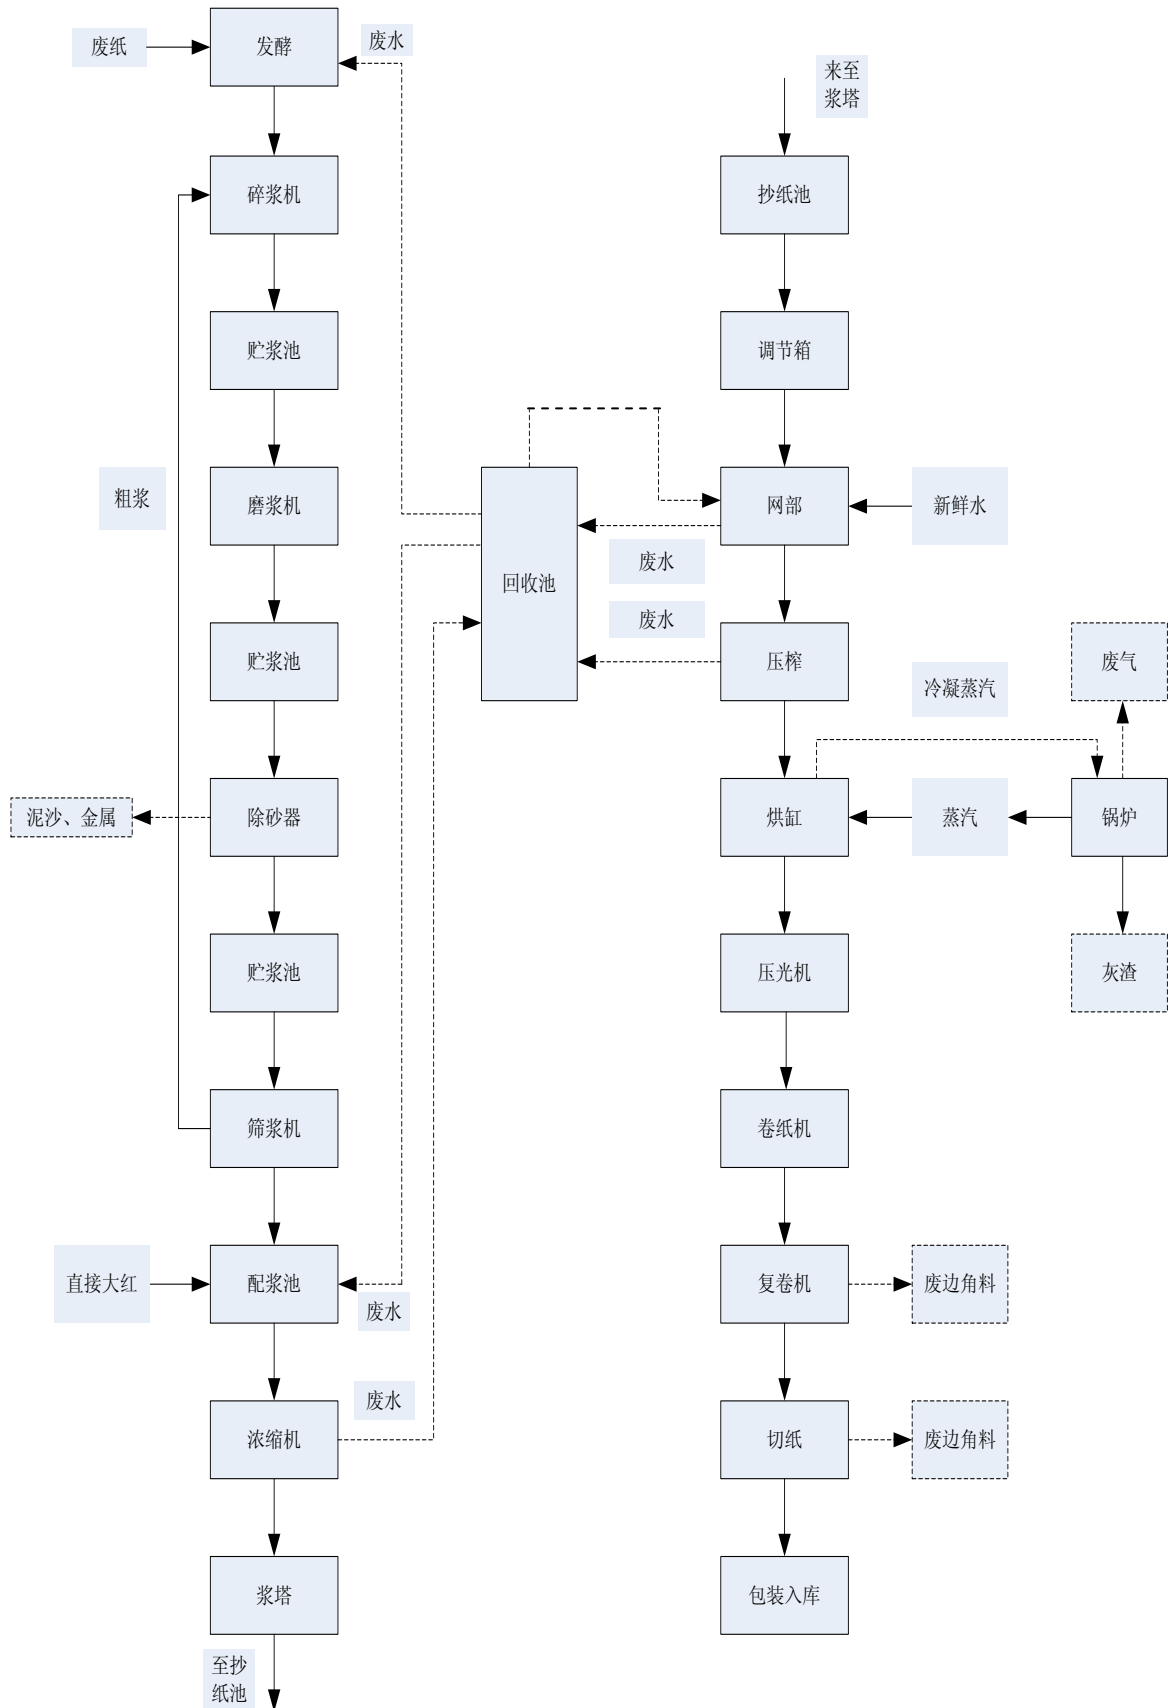 废纸
发酵
废水
来至
浆塔
碎浆机
抄纸池
贮浆池
调节箱
粗浆
磨浆机
网部
新鲜水
废水
回收池
废水
贮浆池
压榨
废气
冷凝蒸汽
泥沙、金属
除砂器
烘缸
蒸汽
锅炉
贮浆池
压光机
灰渣
筛浆机
卷纸机
直接大红
配浆池
废水
复卷机
废边角料
废水
浓缩机
切纸
废边角料
浆塔
包装入库
至抄
纸池